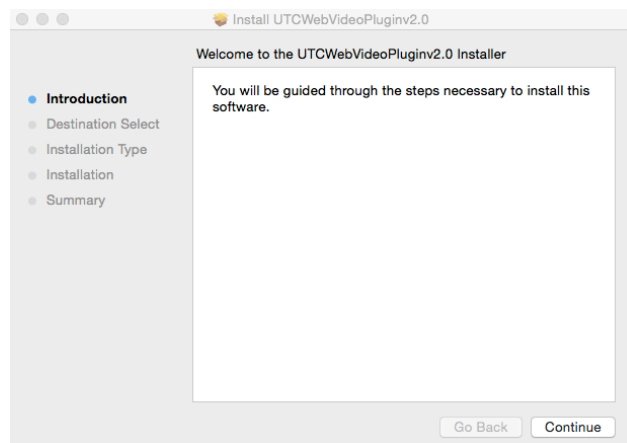 Install UTCWebVideoPluginv2.0
Welcome to the UTCWebVideoPluginv2.0 Installer
Introduction
Destination Select
Installation Type
Installation
Summary
You will be guided through the steps necessary to install this
software.
Go Back
Continue